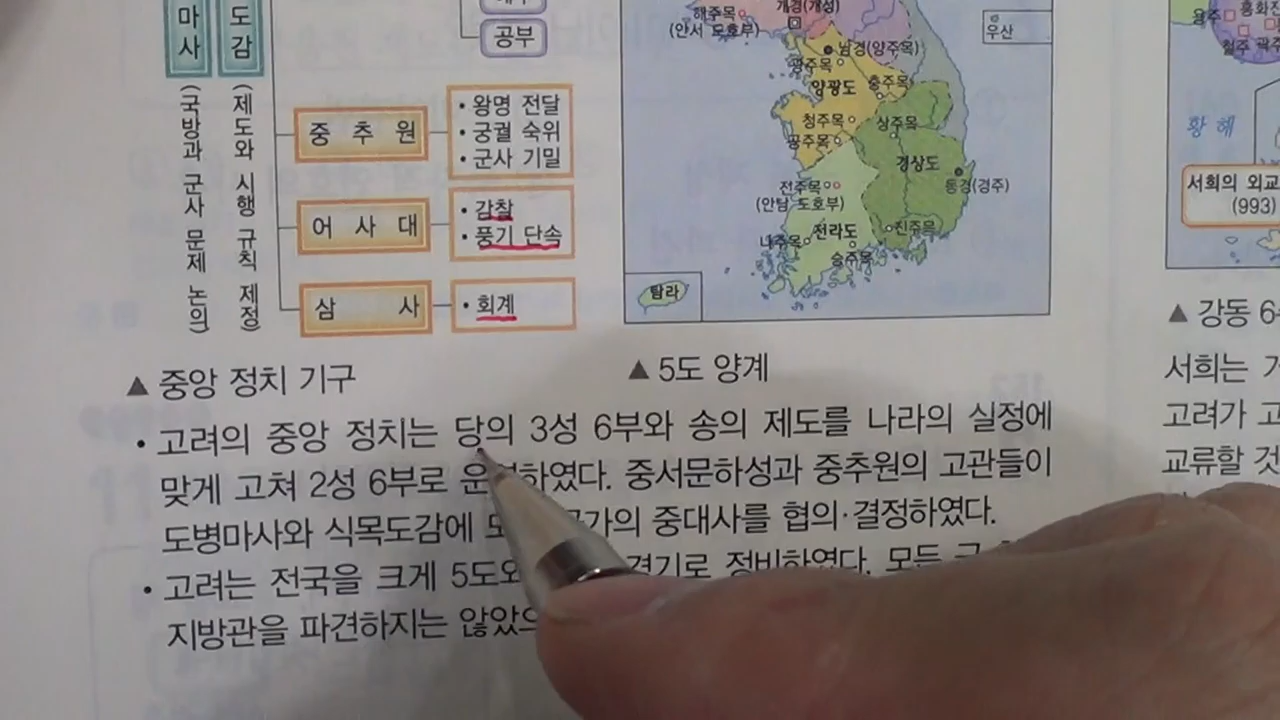 마사
도감
(국방과 군사 문제 논의)
(제도와 시행 규칙 제정)
공부
중추원
• 왕명 전달
• 궁궐 숙위
• 군사 기밀
어사대
• 감찰
• 풍기 단속
삼사
• 회계
해주목
(안서 도호부)
개경(개성)
남경(양주목)
광주목
양광도
충주목
청주목
공주목
상주목
경상도
동경(경주)
전주목
(안남 도호부)
나주목
전라도
승주목
진주목
우산
탐라
용주
흥화진
철주
황해
서희의 외교
(993)
▲ 중앙 정치 기구
▲ 5도 양계
▲ 강동 6
• 고려의 중앙 정치는 당의 3성 6부와 송의 제도를 나라의 실정에
맞게 고쳐 2성 6부로 하였다. 중서문하성과 중추원의 고관들이
도병마사와 식목도감에 중대사를 협의·결정하였다.
• 고려는 전국을 크게 5도와 경기로 정비하였다. 모든
지방관을 파견하지는 않았으
서희는
고려가
교류할 것